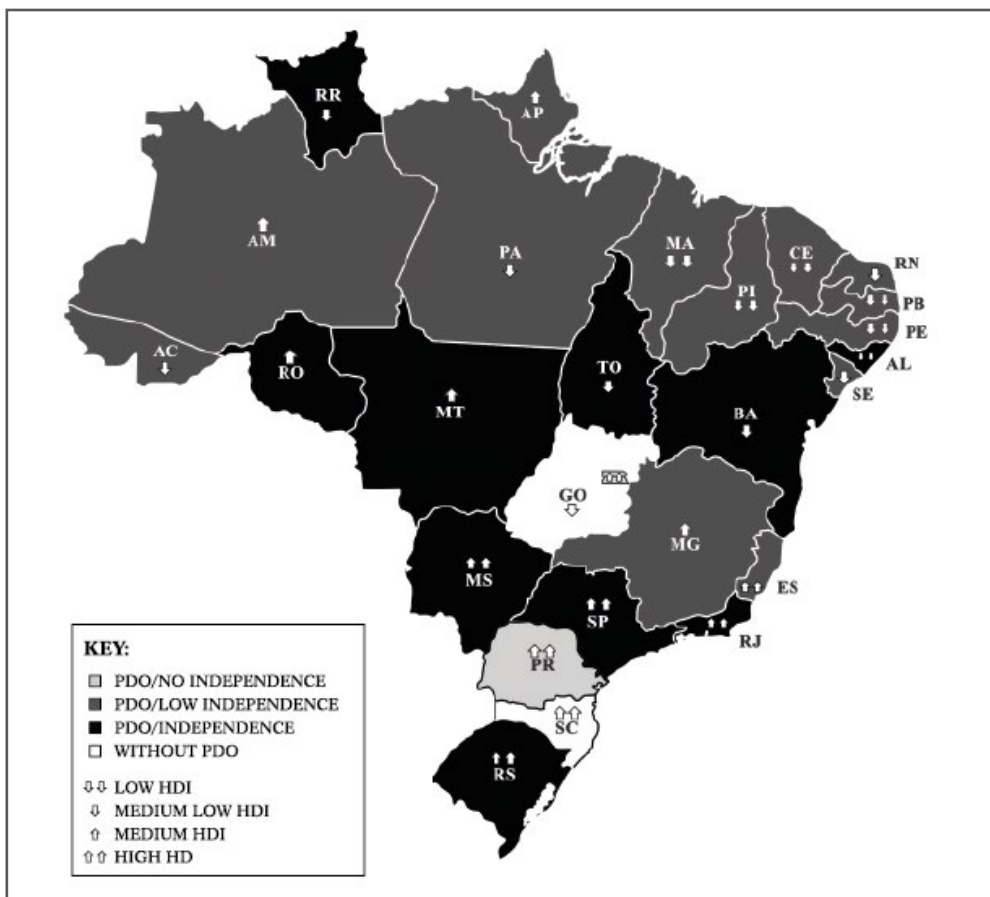 RR
AP
AM
PA
MA
CE
RN
PI
PB
PE
AC
RO
TO
AL
SE
MT
BA
GO
MG
MS
ES
SP
RJ
PR
SC
RS
KEY:
PDO/NO INDEPENDENCE
PDO/LOW INDEPENDENCE
PDO/INDEPENDENCE
WITHOUT PDO
LOW HDI
MEDIUM LOW HDI
MEDIUM HDI
HIGH HD